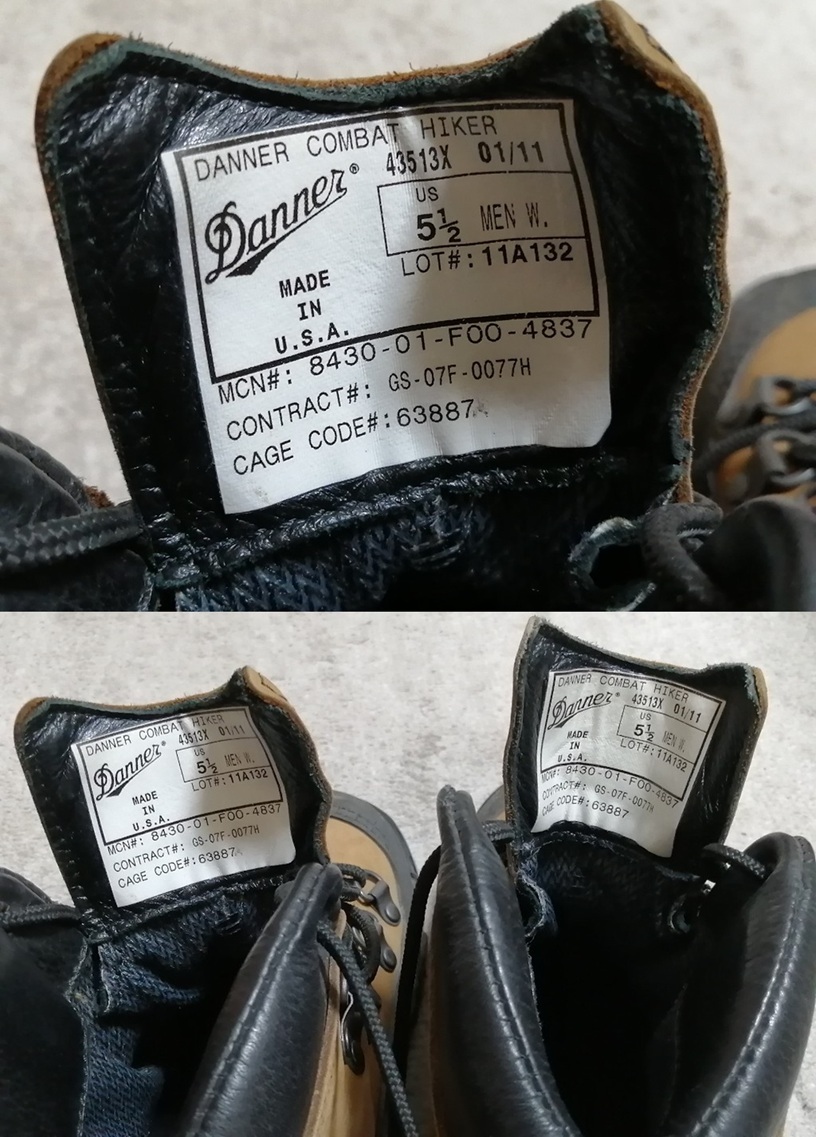 DANNER COMBAT HIKER
Danner® 43513X 01/11
US
5½ MEN W.
LOT#: 11A132
MADE
IN
U.S.A.
MCN#: 8430-01-F00-4837
CONTRACT#: GS-07F-0077H
CAGE CODE#: 63887
DANNER COMBAT HIKER
Danner® 43513X 01/11
US
5½ MEN W.
LOT#: 11A132
MADE
IN
U.S.A.
MCN#: 8430-01-F00-4837
CONTRACT#: GS-07F-0077H
CAGE CODE#: 63887
DANNER COMBAT HIKER
Danner® 43513X 01/11
US
5½ MEN W.
LOT#: 11A132
MADE
IN
U.S.A.
MCN#: 8430-01-F00-4837
CONTRACT#: GS-07F-0077H
CAGE CODE#: 63887